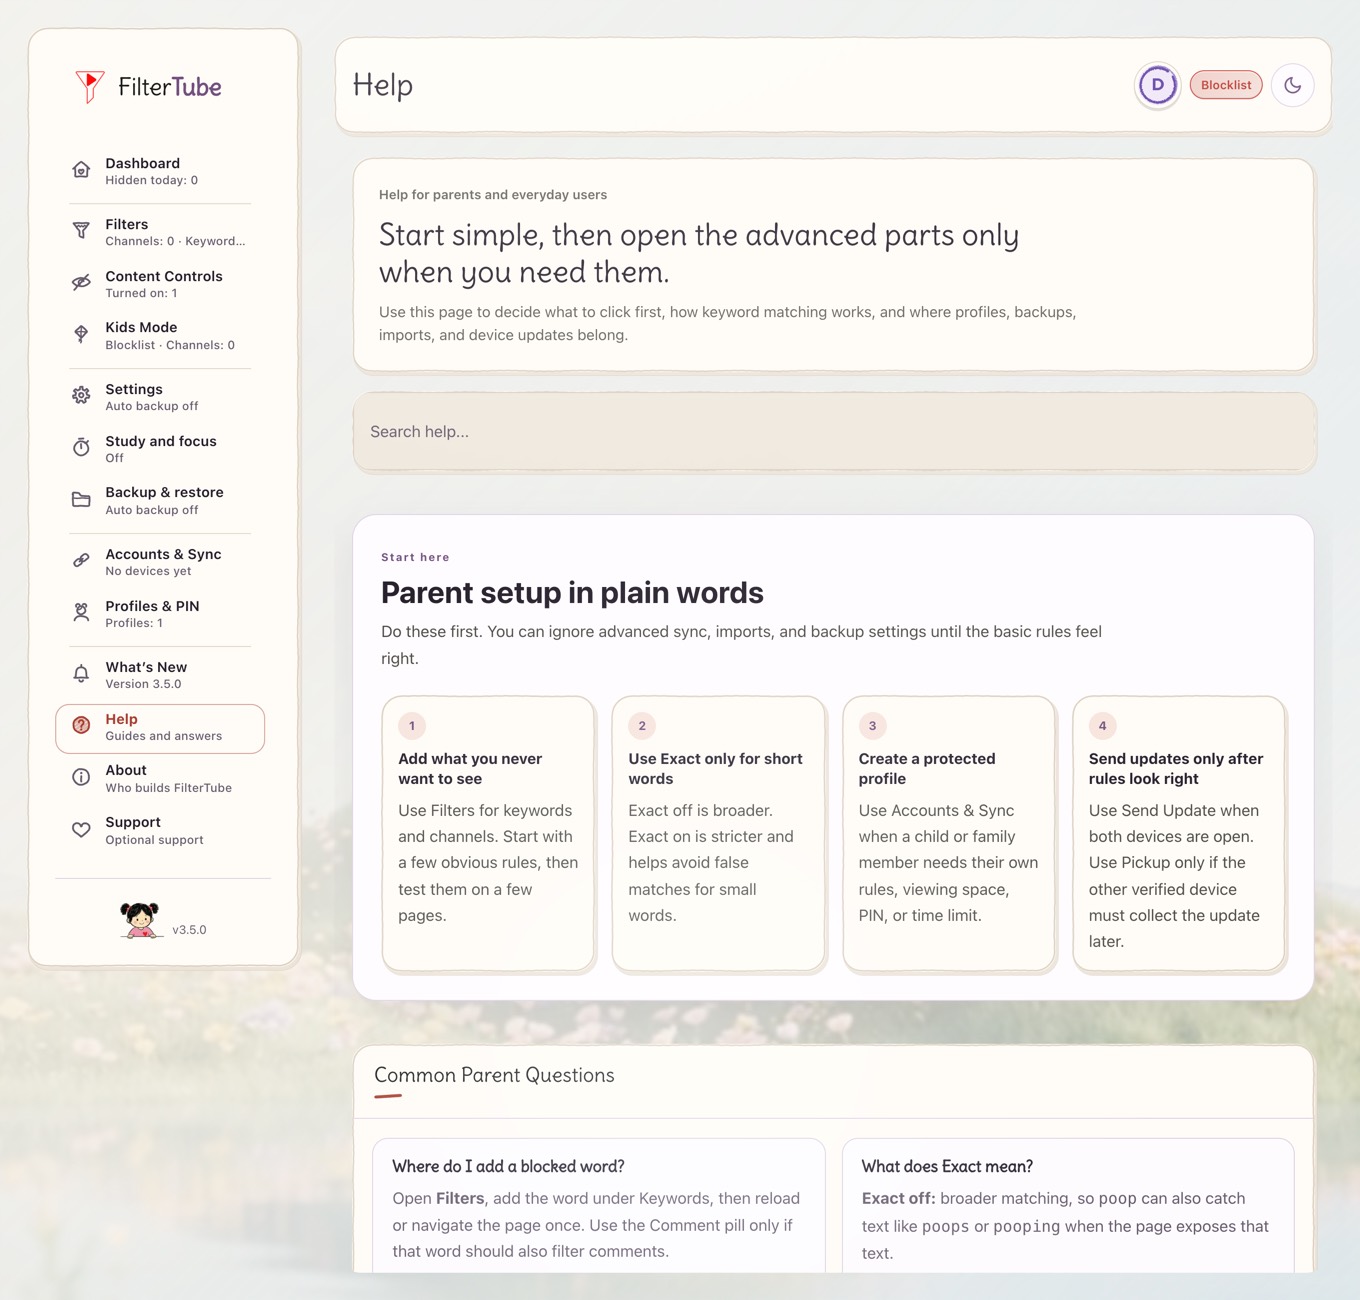 FilterTube
Dashboard
Hidden today: 0
Filters
Channels: 0 · Keyword...
Content Controls
Turned on: 1
Kids Mode
Blocklist · Channels: 0
Settings
Auto backup off
Study and focus
Off
Backup & restore
Auto backup off
Accounts & Sync
No devices yet
Profiles & PIN
Profiles: 1
What's New
Version 3.5.0
Help
Guides and answers
About
Who builds FilterTube
Support
Optional support
v3.5.0
Help
D
Blocklist
Help for parents and everyday users
Start simple, then open the advanced parts only
when you need them.
Use this page to decide what to click first, how keyword matching works, and where profiles, backups,
imports, and device updates belong.
Search help...
Start here
Parent setup in plain words
Do these first. You can ignore advanced sync, imports, and backup settings until the basic rules feel
right.
1
Add what you never
want to see
Use Filters for keywords
and channels. Start with
a few obvious rules, then
test them on a few
pages.
2
Use Exact only for short
words
Exact off is broader.
Exact on is stricter and
helps avoid false
matches for small
words.
3
Create a protected
profile
Use Accounts & Sync
when a child or family
member needs their own
rules, viewing space,
PIN, or time limit.
4
Send updates only after
rules look right
Use Send Update when
both devices are open.
Use Pickup only if the
other verified device
must collect the update
later.
Common Parent Questions
Where do I add a blocked word?
Open Filters, add the word under Keywords, then reload
or navigate the page once. Use the Comment pill only if
that word should also filter comments.
What does Exact mean?
Exact off: broader matching, so poop can also catch
text like poops or pooping when the page exposes that
text.